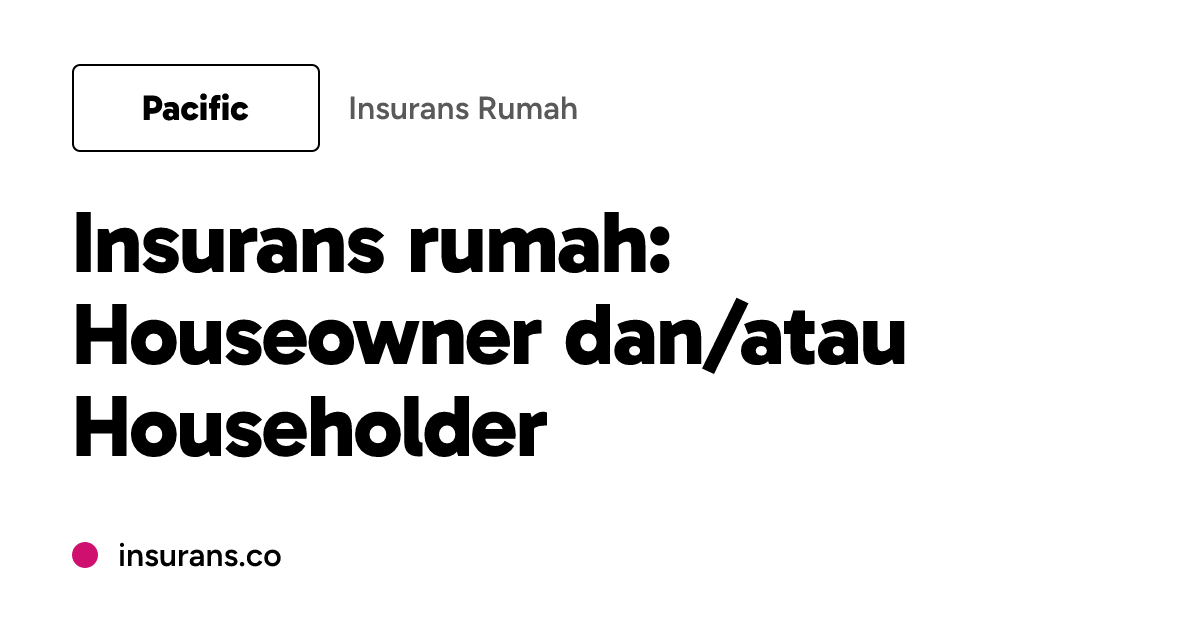 Pacific
Insurans Rumah
Insurans rumah:
Houseowner dan/atau
Householder
insurans.co